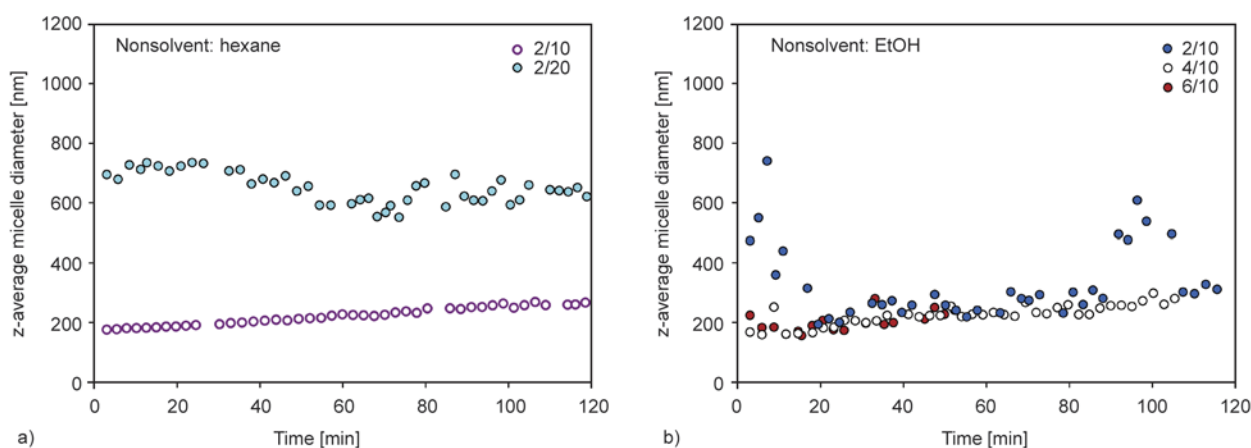 1200
1000
800
600
400
200
0
z-average micelle diameter [nm]
Nonsolvent: hexane
2/10
2/20
0 20 40 60 80 100 120
Time [min]
a)
1200
1000
800
600
400
200
0
z-average micelle diameter [nm]
Nonsolvent: EtOH
2/10
4/10
6/10
0 20 40 60 80 100 120
Time [min]
b)